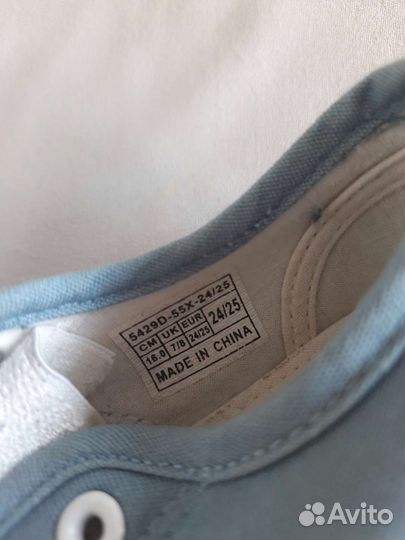 5429D-55X-24/25
CM UK EUR 24/25
16.0 7/8 24/25
MADE IN CHINA
Avito